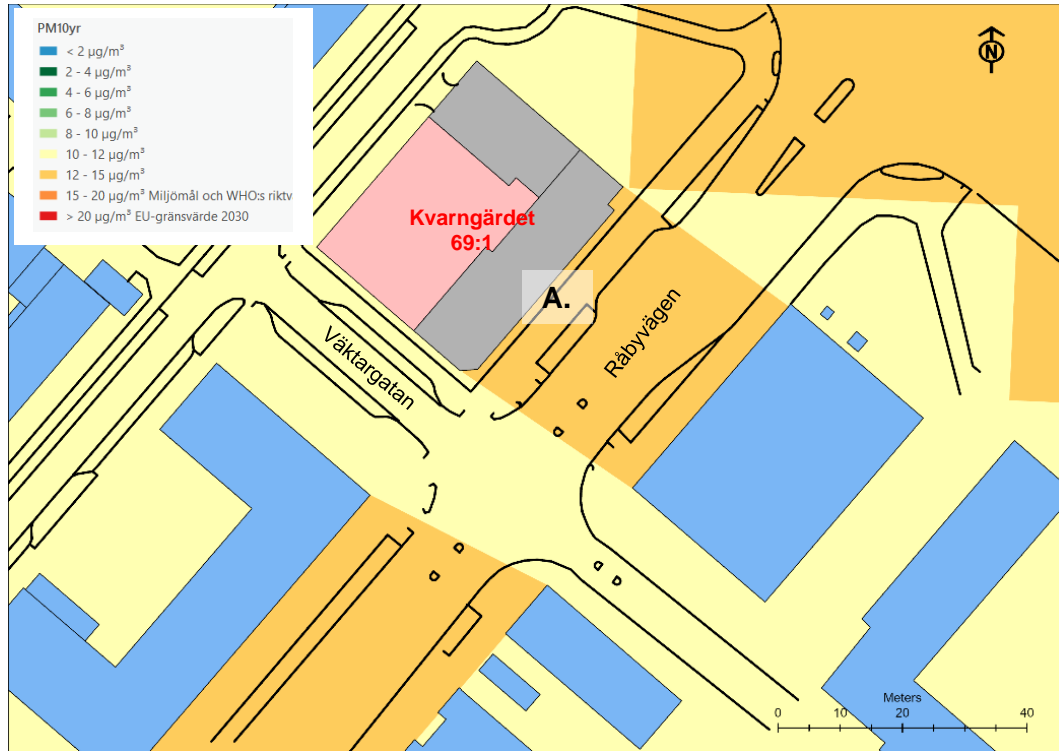 PM10yr
< 2 µg/m³
2 - 4 µg/m³
4 - 6 µg/m³
6 - 8 µg/m³
8 - 10 µg/m³
10 - 12 µg/m³
12 - 15 µg/m³
15 - 20 µg/m³ Miljömål och WHO:s riktv
> 20 µg/m³ EU-gränsvärde 2030
N
Kvarngärdet
69:1
A.
Råbyvägen
Väktargatan
Meters
0 10 20 40